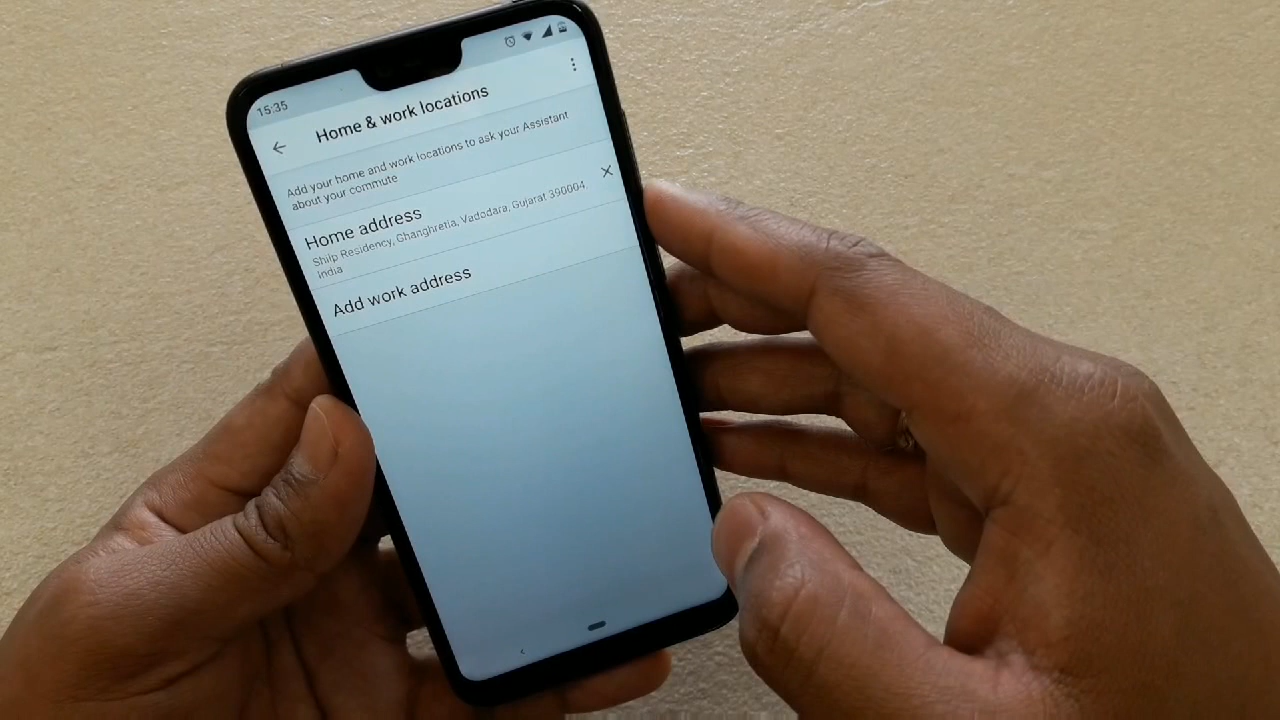 15:35
Home & work locations
Add your home and work locations to ask your Assistant
about your commute
Home address
Shilp Residency, Ghanghretia, Vadodara, Gujarat 390004,
India
Add work address